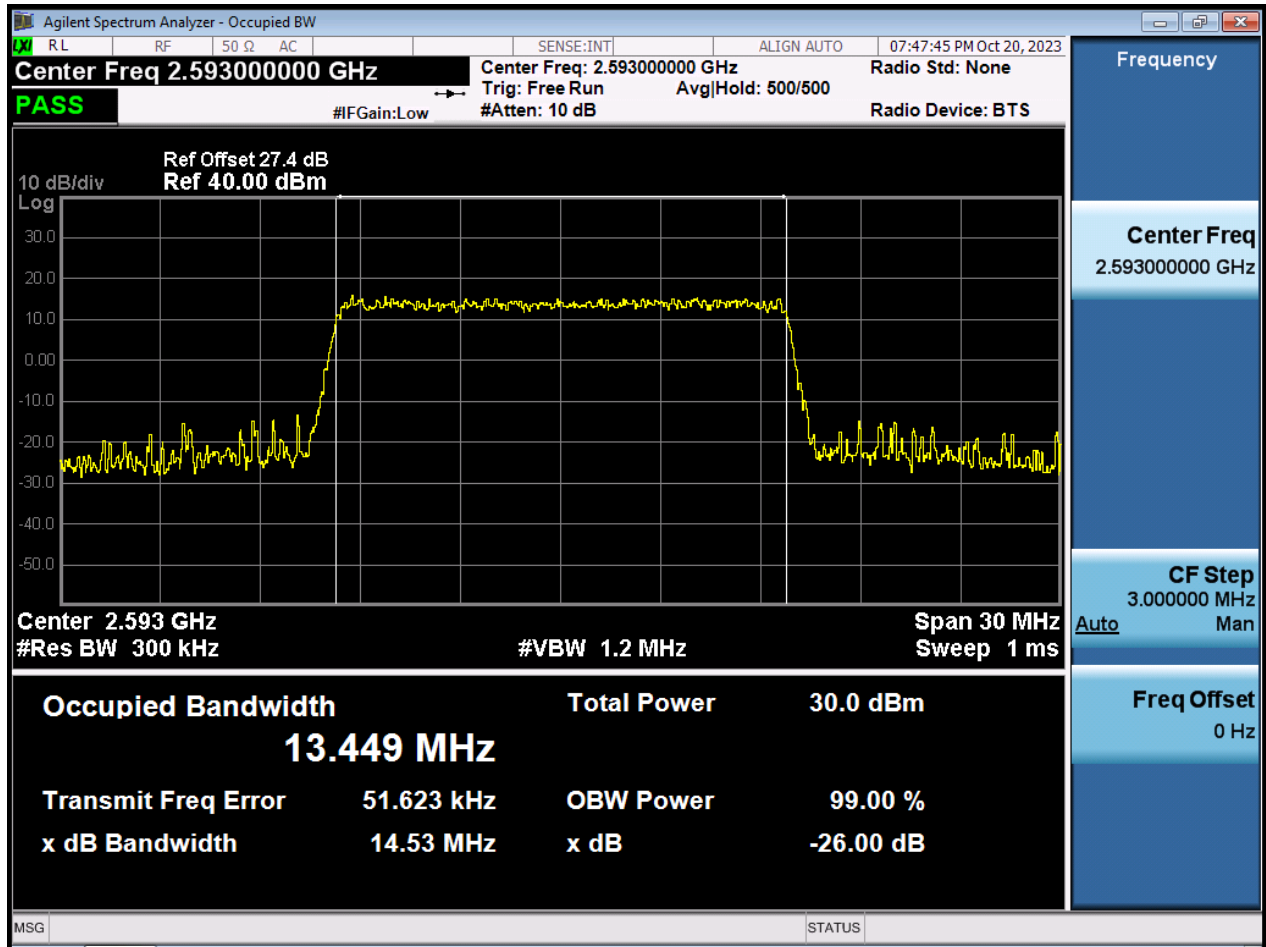 Agilent Spectrum Analyzer - Occupied BW
LXI RL RF 50 Ω AC SENSE:INT ALIGN AUTO 07:47:45 PM Oct 20, 2023
Center Freq 2.593000000 GHz
PASS
#IFGain:Low
Center Freq: 2.593000000 GHz
Trig: Free Run Avg|Hold: 500/500
#Atten: 10 dB
Radio Std: None
Radio Device: BTS
Ref Offset 27.4 dB
10 dB/div Ref 40.00 dBm
Log
30.0
20.0
10.0
0.00
-10.0
-20.0
-30.0
-40.0
-50.0
Center 2.593 GHz Span 30 MHz
#Res BW 300 kHz #VBW 1.2 MHz Sweep 1 ms
Occupied Bandwidth Total Power 30.0 dBm
13.449 MHz
Transmit Freq Error 51.623 kHz OBW Power 99.00 %
x dB Bandwidth 14.53 MHz x dB -26.00 dB
Frequency
Center Freq
2.593000000 GHz
CF Step
3.000000 MHz
Auto Man
Freq Offset
0 Hz
MSG STATUS